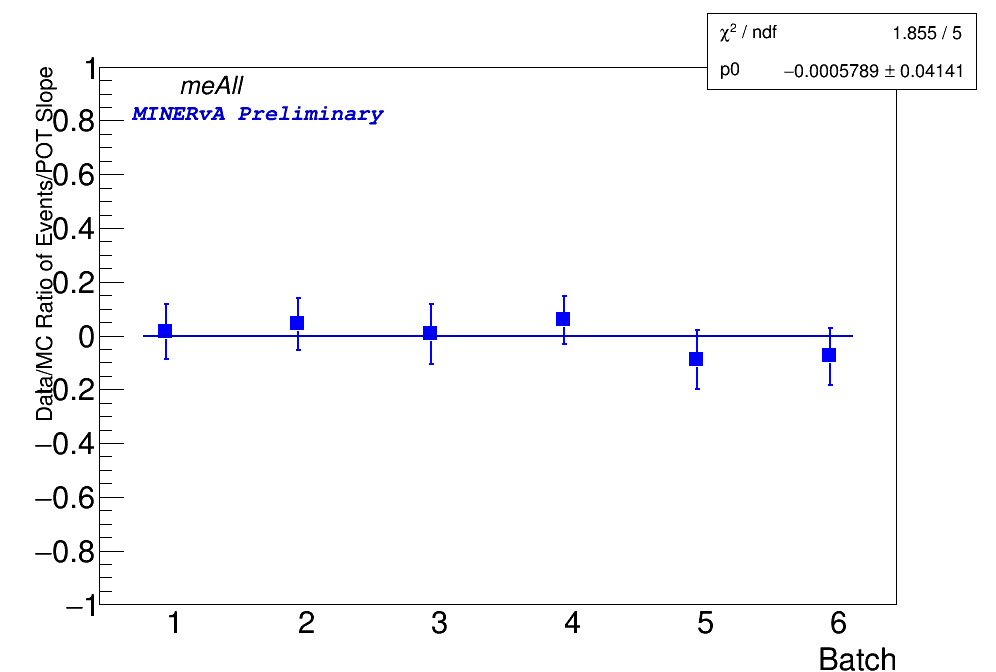 χ² / ndf 1.855 / 5
p0 −0.0005789 ± 0.04141
meAll
MINERvA Preliminary
Data/MC Ratio of Events/POT Slope
1
0.8
0.6
0.4
0.2
0
−0.2
−0.4
−0.6
−0.8
−1
1 2 3 4 5 6
Batch